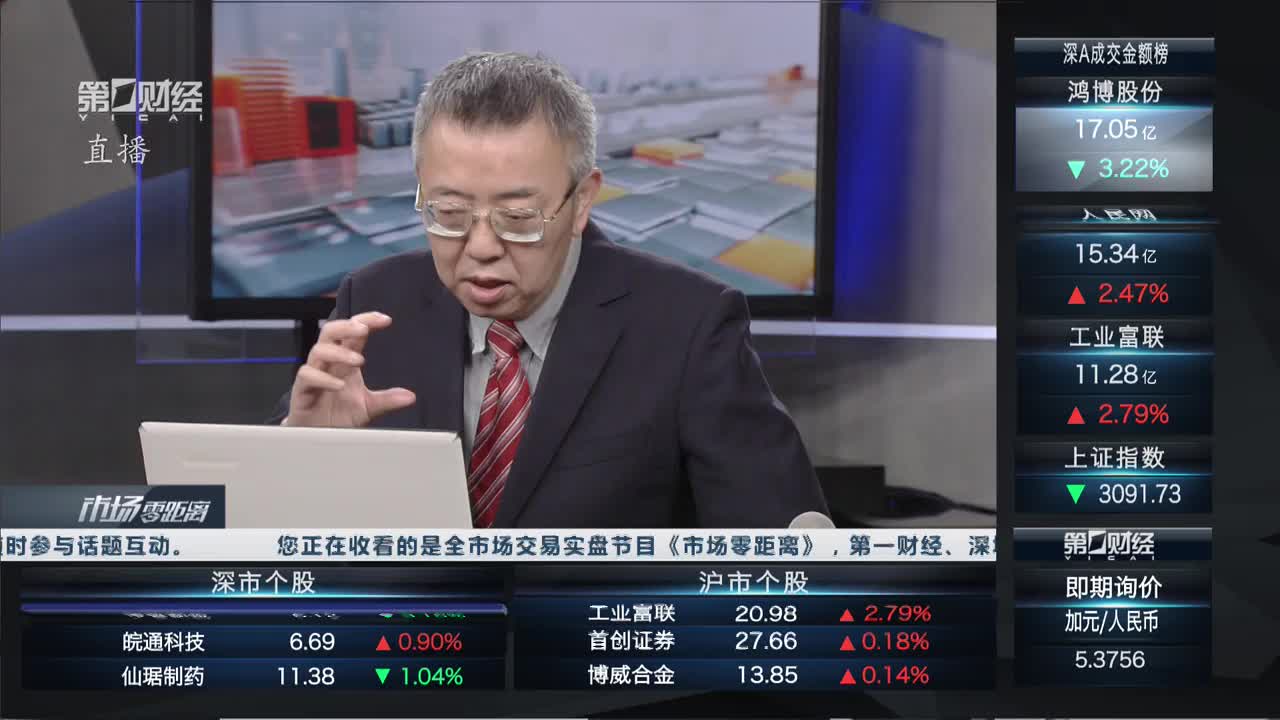 第一财经
YICAI
直播
市场零距离
时参与话题互动。 您正在收看的是全市场交易实盘节目《市场零距离》，第一财经、深
深A成交金额榜
鸿博股份
17.05亿
▼ 3.22%
人民网
15.34亿
▲ 2.47%
工业富联
11.28亿
▲ 2.79%
上证指数
▼ 3091.73
第一财经
YICAI
即期询价
加元/人民币
5.3756
深市个股
皖通科技 6.69 ▲ 0.90%
仙琚制药 11.38 ▼ 1.04%
沪市个股
工业富联 20.98 ▲ 2.79%
首创证券 27.66 ▲ 0.18%
博威合金 13.85 ▲ 0.14%